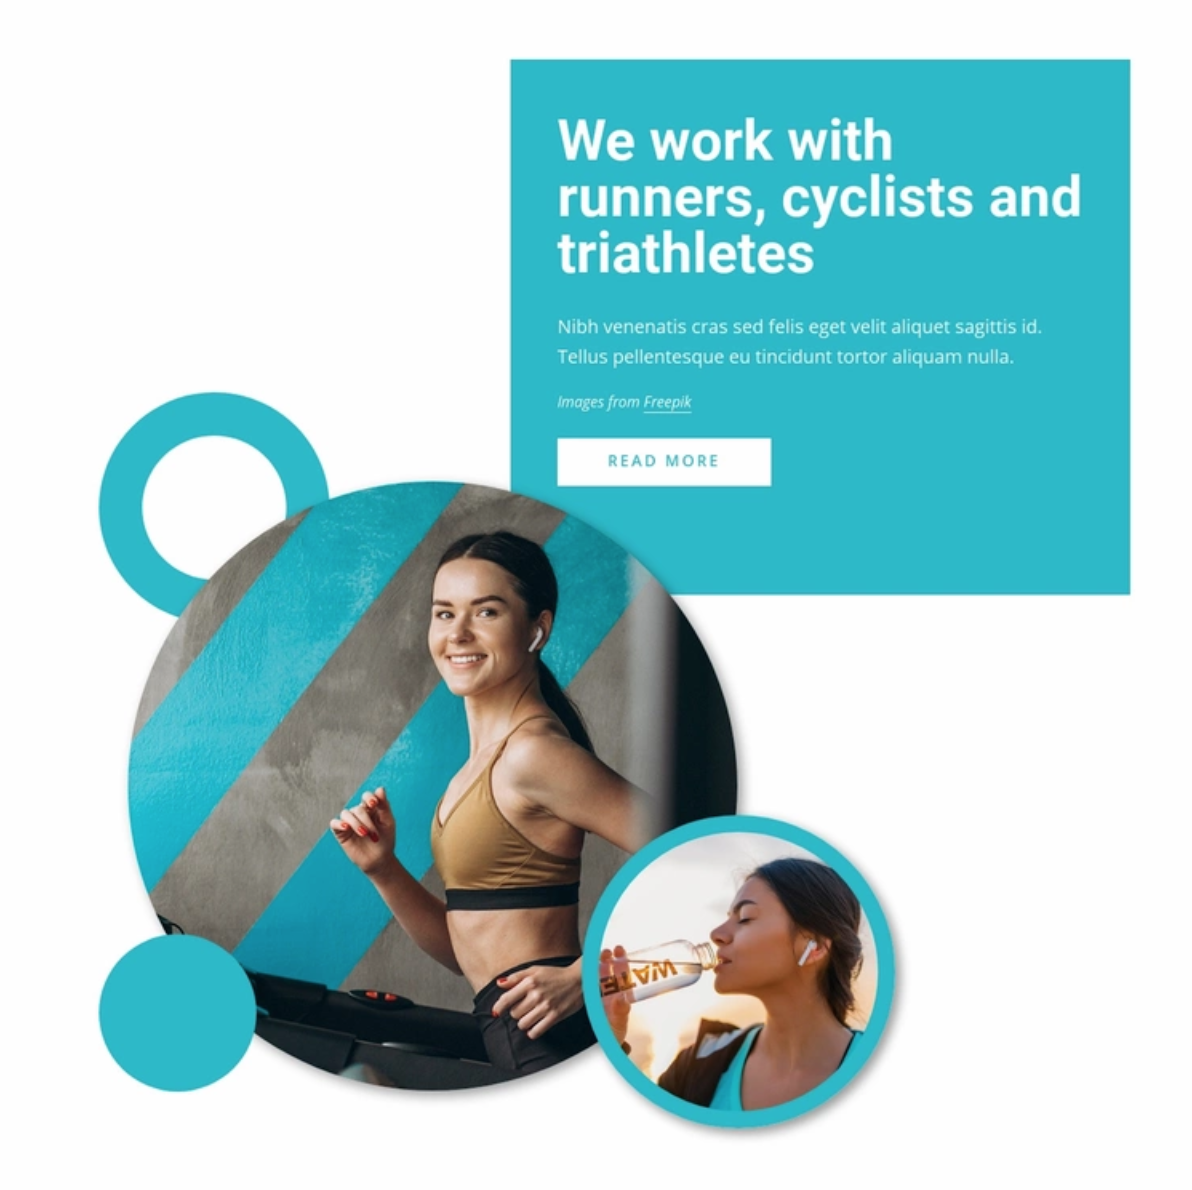 We work with
runners, cyclists and
triathletes
Nibh venenatis cras sed felis eget velit aliquet sagittis id.
Tellus pellentesque eu tincidunt tortor aliquam nulla.
Images from Freepik
READ MORE
WATE